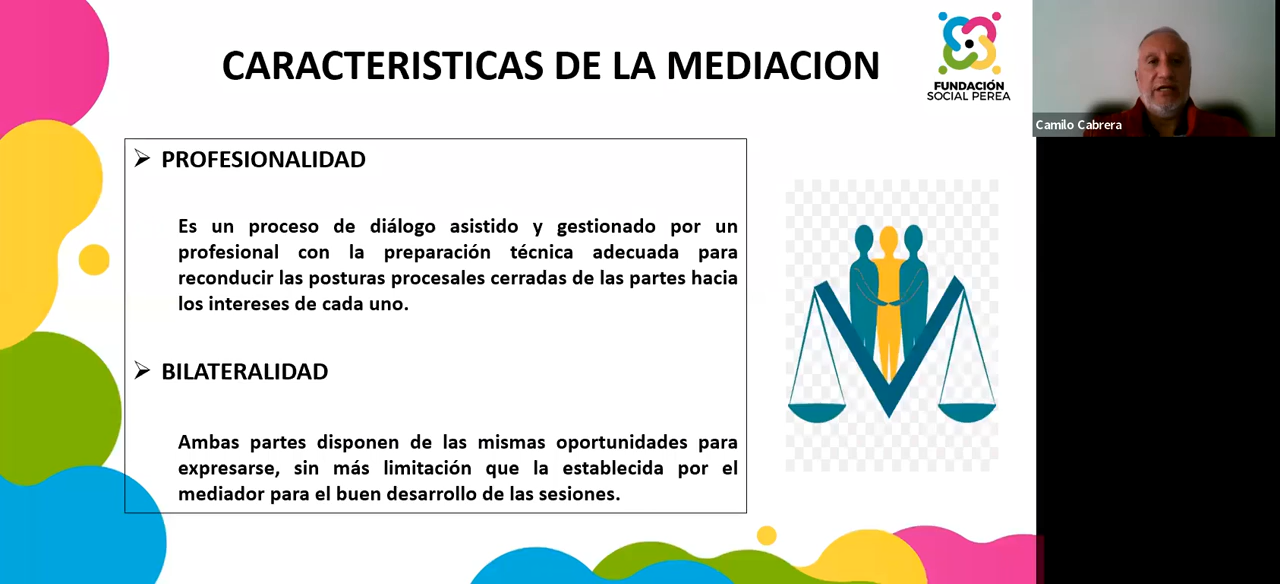 CARACTERISTICAS DE LA MEDIACION
FUNDACIÓN
SOCIAL PEREA
Camilo Cabrera
➢ PROFESIONALIDAD
Es un proceso de diálogo asistido y gestionado por un
profesional con la preparación técnica adecuada para
reconducir las posturas procesales cerradas de las partes hacia
los intereses de cada uno.
➢ BILATERALIDAD
Ambas partes disponen de las mismas oportunidades para
expresarse, sin más limitación que la establecida por el
mediador para el buen desarrollo de las sesiones.